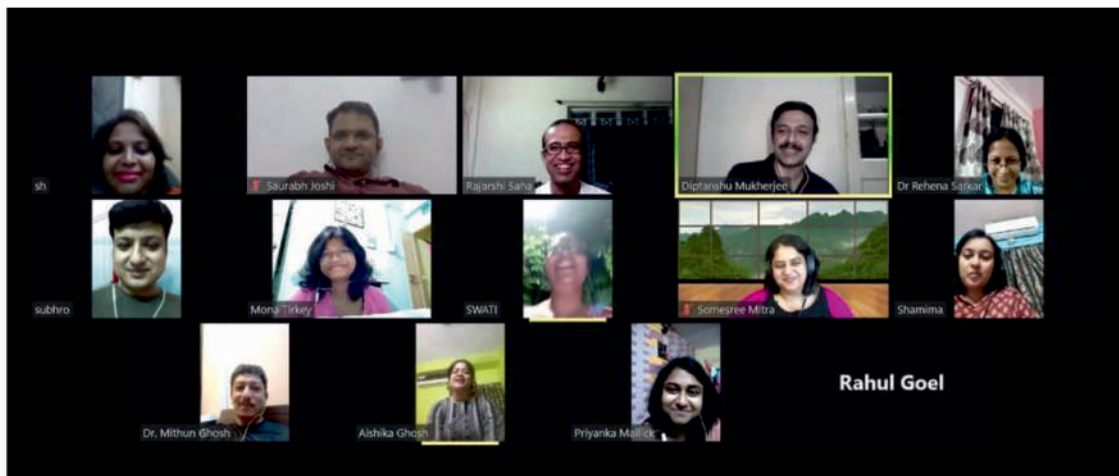 sh
Saurabh Joshi
Rajarshi Saha
Diptanshu Mukherjee
Dr Rehena Sarkar
subhro
Mona Tirkey
SWATI
Somesree Mitra
Shamima
Dr. Mithun Ghosh
Aishika Ghosh
Priyanka Mallick
Rahul Goel